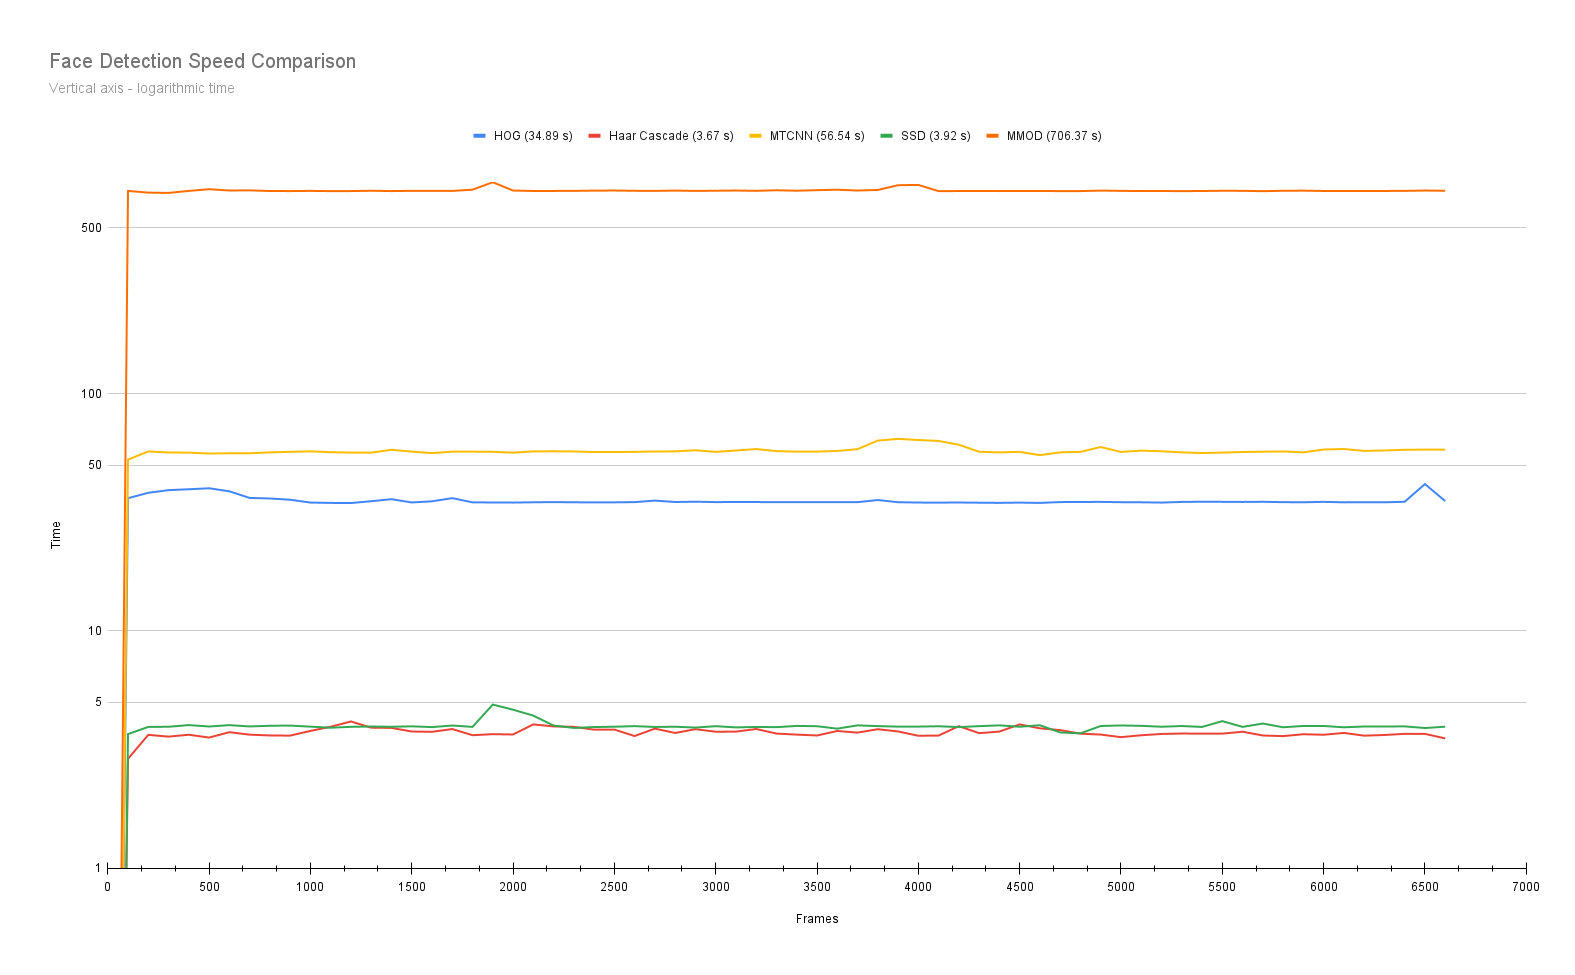 Face Detection Speed Comparison
Vertical axis - logarithmic time
HOG (34.89 s) Haar Cascade (3.67 s) MTCNN (56.54 s) SSD (3.92 s) MMOD (706.37 s)
500
100
50
10
5
1
Time
0 500 1000 1500 2000 2500 3000 3500 4000 4500 5000 5500 6000 6500 7000
Frames